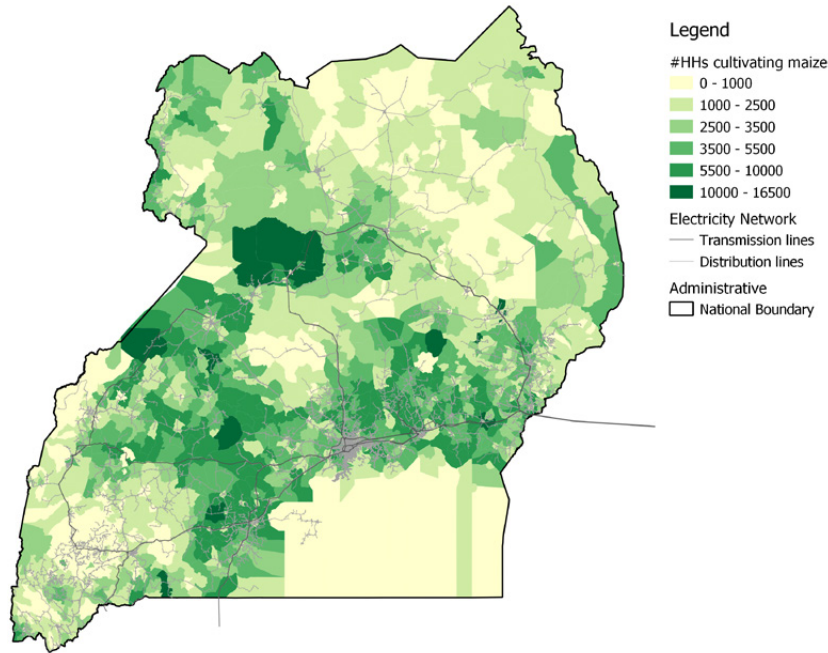 Legend
#HHs cultivating maize
0 - 1000
1000 - 2500
2500 - 3500
3500 - 5500
5500 - 10000
10000 - 16500
Electricity Network
Transmission lines
Distribution lines
Administrative
National Boundary